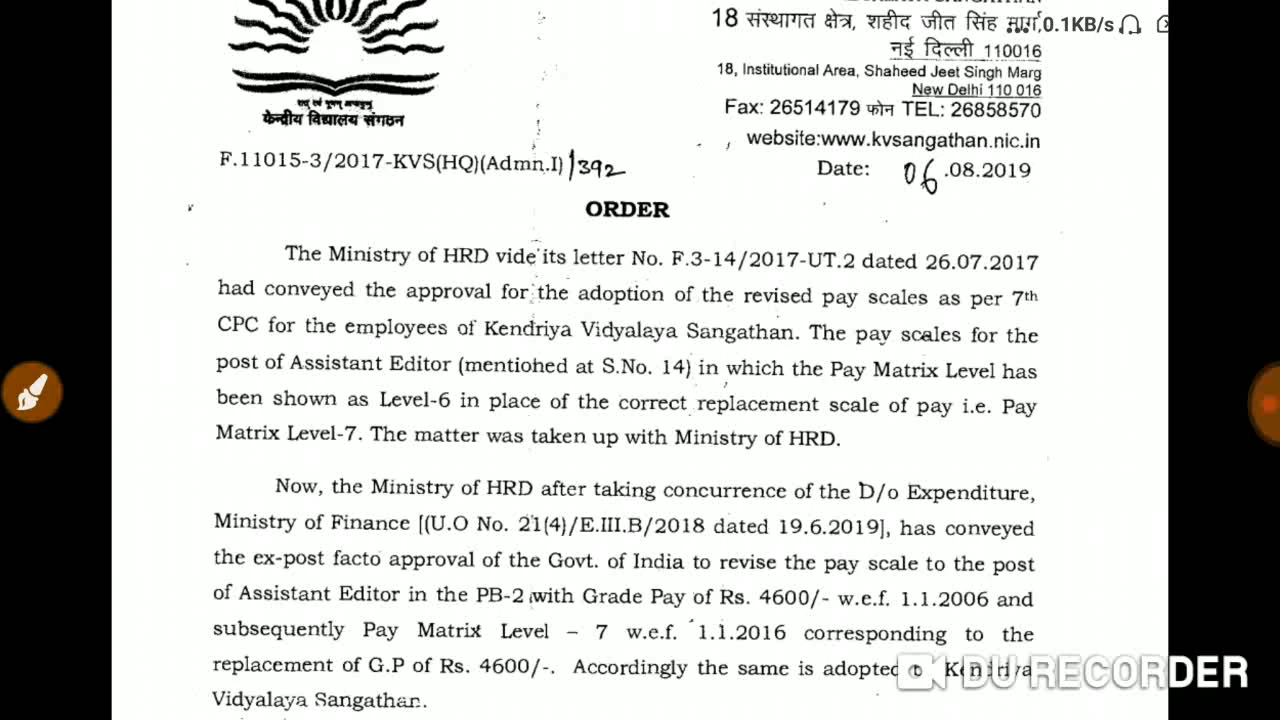 18 संस्थागत क्षेत्र, शहीद जीत सिंह मार्ग,
0.1KB/s
नई दिल्ली 110016
18, Institutional Area, Shaheed Jeet Singh Marg
New Delhi 110 016
Fax: 26514179 फोन TEL: 26858570
website:www.kvsangathan.nic.in
केन्द्रीय विद्यालय संगठन
F.11015-3/2017-KVS(HQ)(Admn.I)/392
Date: 06.08.2019
ORDER
The Ministry of HRD vide its letter No. F.3-14/2017-UT.2 dated 26.07.2017
had conveyed the approval for the adoption of the revised pay scales as per 7th
CPC for the employees of Kendriya Vidyalaya Sangathan. The pay scales for the
post of Assistant Editor (mentioned at S.No. 14) in which the Pay Matrix Level has
been shown as Level-6 in place of the correct replacement scale of pay i.e. Pay
Matrix Level-7. The matter was taken up with Ministry of HRD.
Now, the Ministry of HRD after taking concurrence of the D/o Expenditure,
Ministry of Finance [(U.O No. 21(4)/E.III.B/2018 dated 19.6.2019], has conveyed
the ex-post facto approval of the Govt. of India to revise the pay scale to the post
of Assistant Editor in the PB-2 with Grade Pay of Rs. 4600/- w.e.f. 1.1.2006 and
subsequently Pay Matrix Level – 7 w.e.f. 1.1.2016 corresponding to the
replacement of G.P of Rs. 4600/-. Accordingly the same is adopted Kendriya
Vidyalaya Sangathan.
DU RECORDER